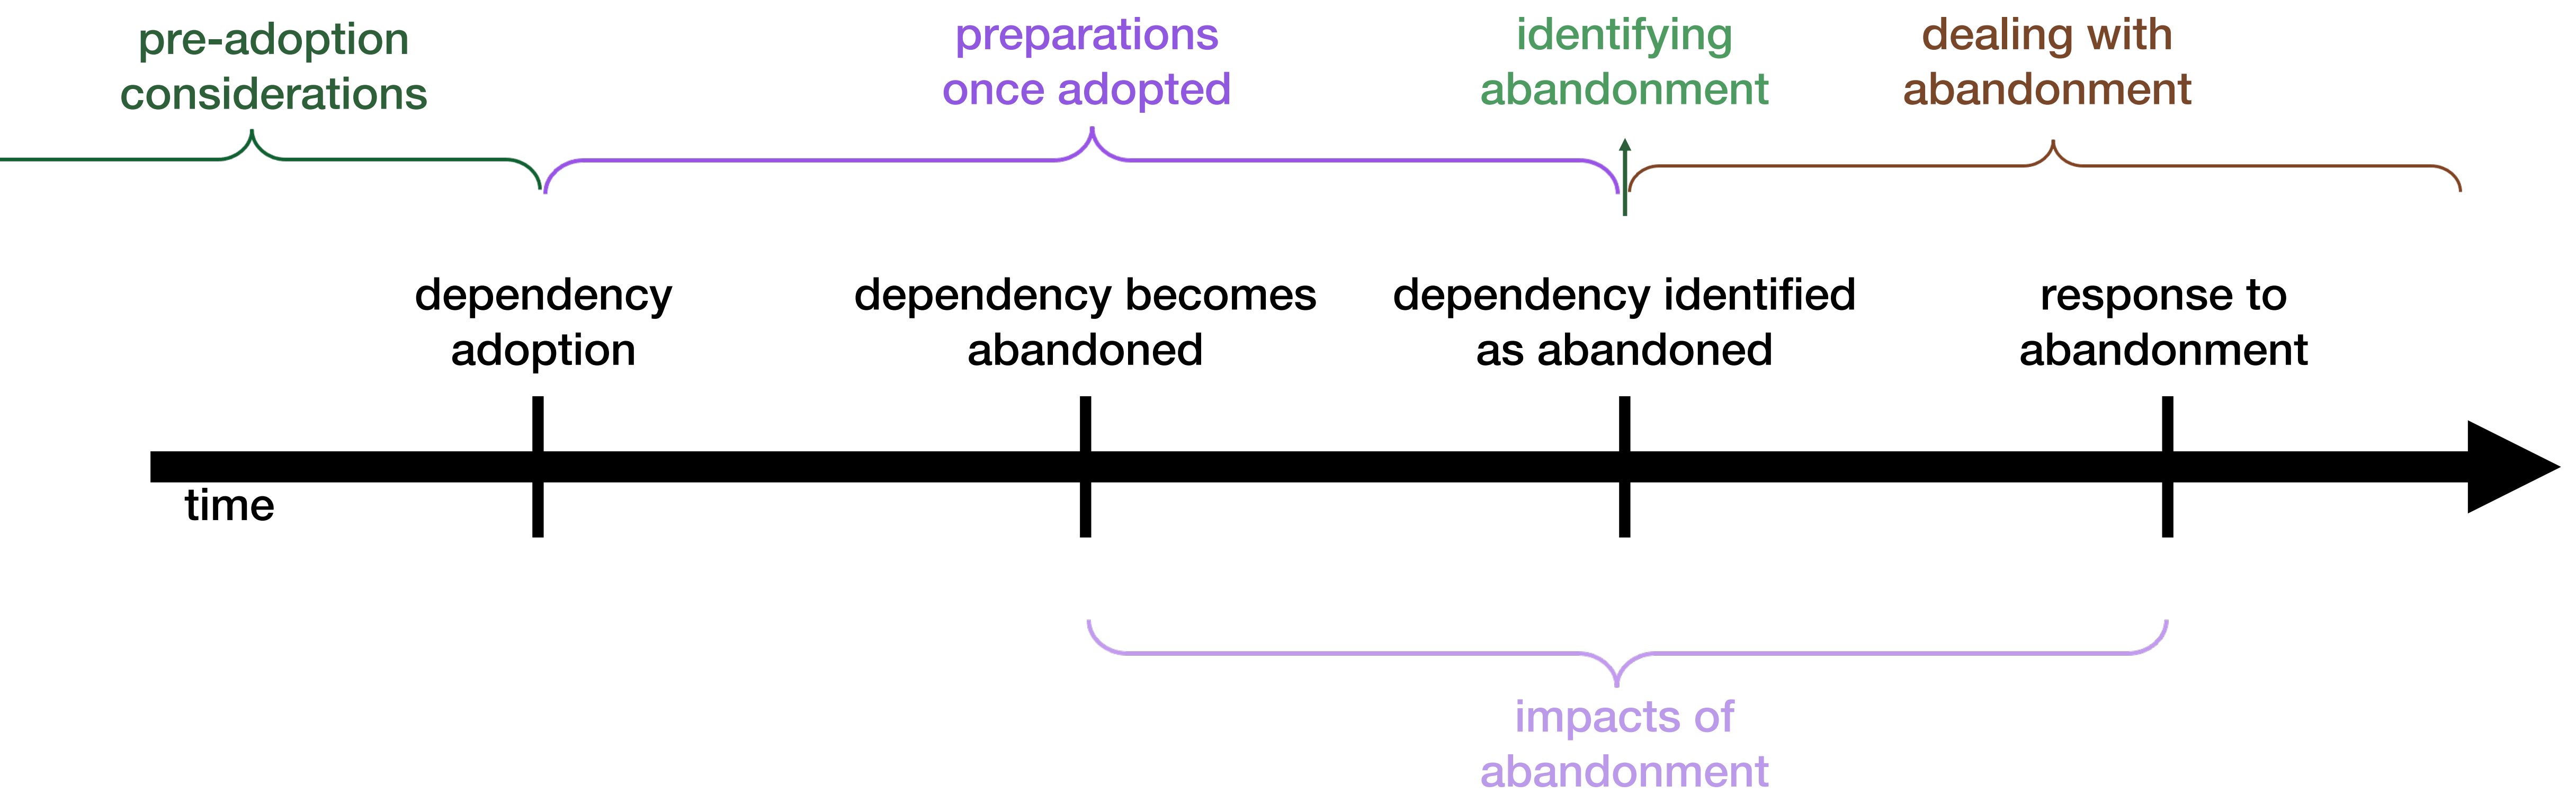 pre-adoption
considerations
preparations
once adopted
identifying
abandonment
dealing with
abandonment
dependency
adoption
dependency becomes
abandoned
dependency identified
as abandoned
response to
abandonment
time
impacts of
abandonment